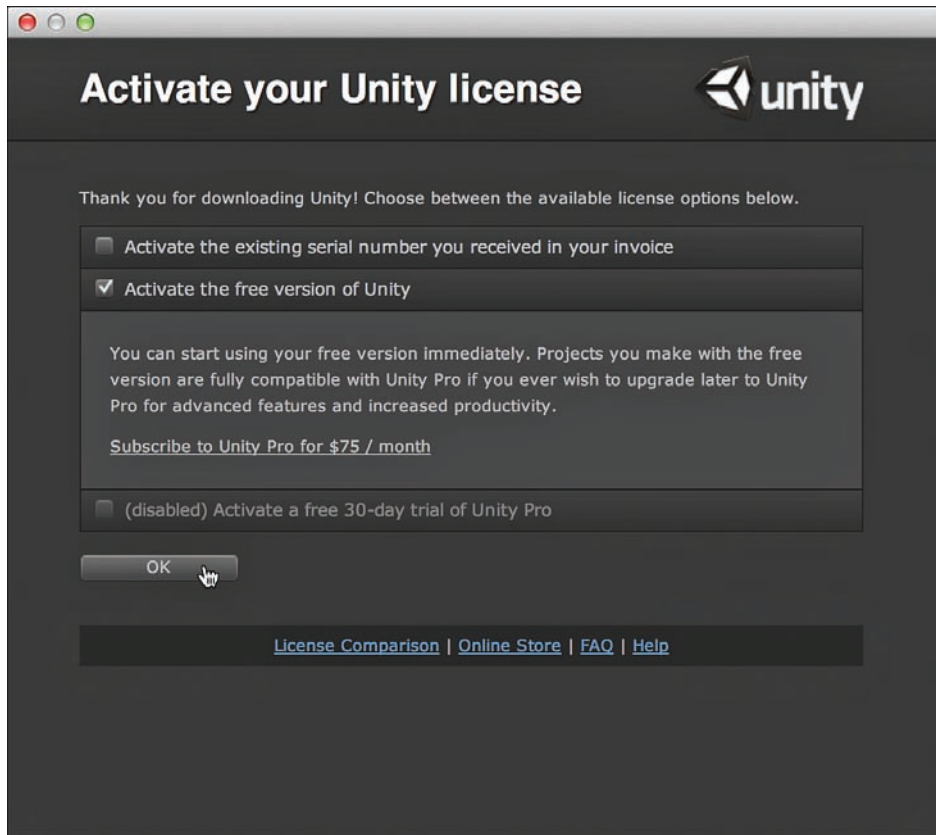 Activate your Unity license
unity
Thank you for downloading Unity! Choose between the available license options below.
Activate the existing serial number you received in your invoice
Activate the free version of Unity
You can start using your free version immediately. Projects you make with the free
version are fully compatible with Unity Pro if you ever wish to upgrade later to Unity
Pro for advanced features and increased productivity.
Subscribe to Unity Pro for $75 / month
(disabled) Activate a free 30-day trial of Unity Pro
OK
License Comparison | Online Store | FAQ | Help